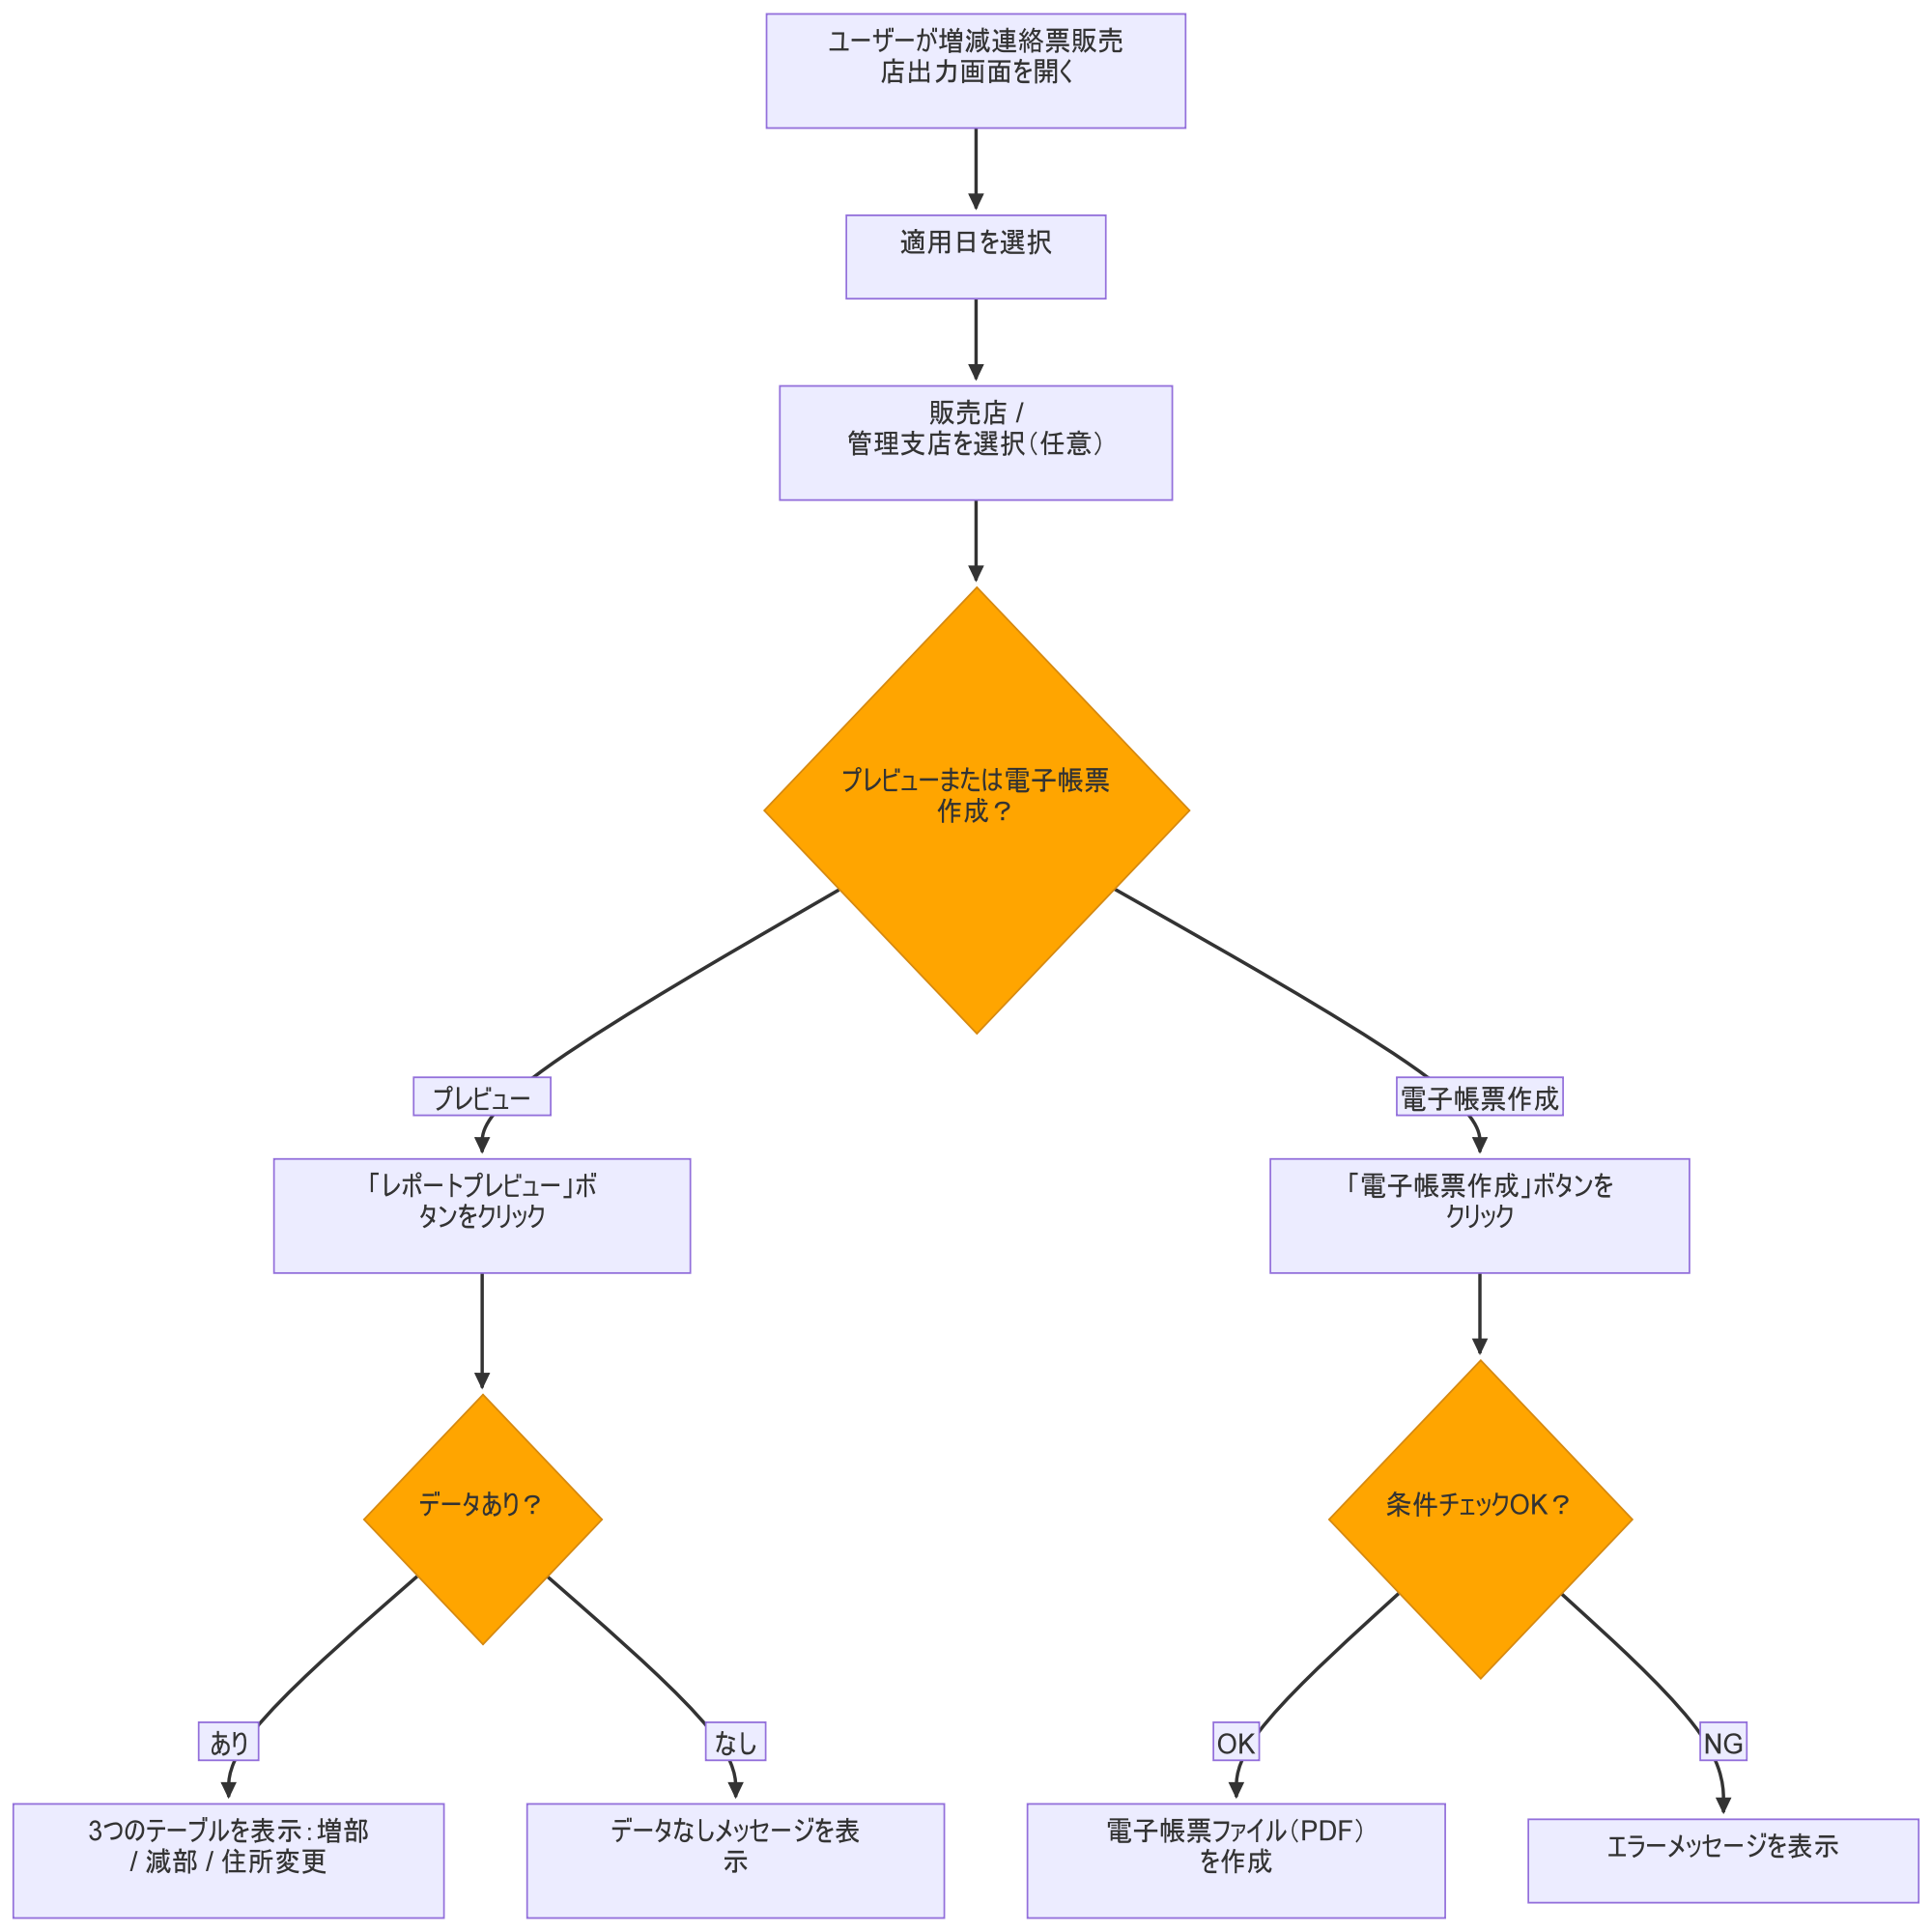 ユーザーが増減連絡票販売
店出力画面を開く
適用日を選択
販売店 /
管理支店を選択（任意）
プレビューまたは電子帳票
作成？
プレビュー
電子帳票作成
「レポートプレビュー」ボ
タンをクリック
「電子帳票作成」ボタンを
クリック
データあり？
条件チェックOK？
あり
なし
OK
NG
3つのテーブルを表示：増部
/ 減部 / 住所変更
データなしメッセージを表
示
電子帳票ファイル（PDF）
を作成
エラーメッセージを表示